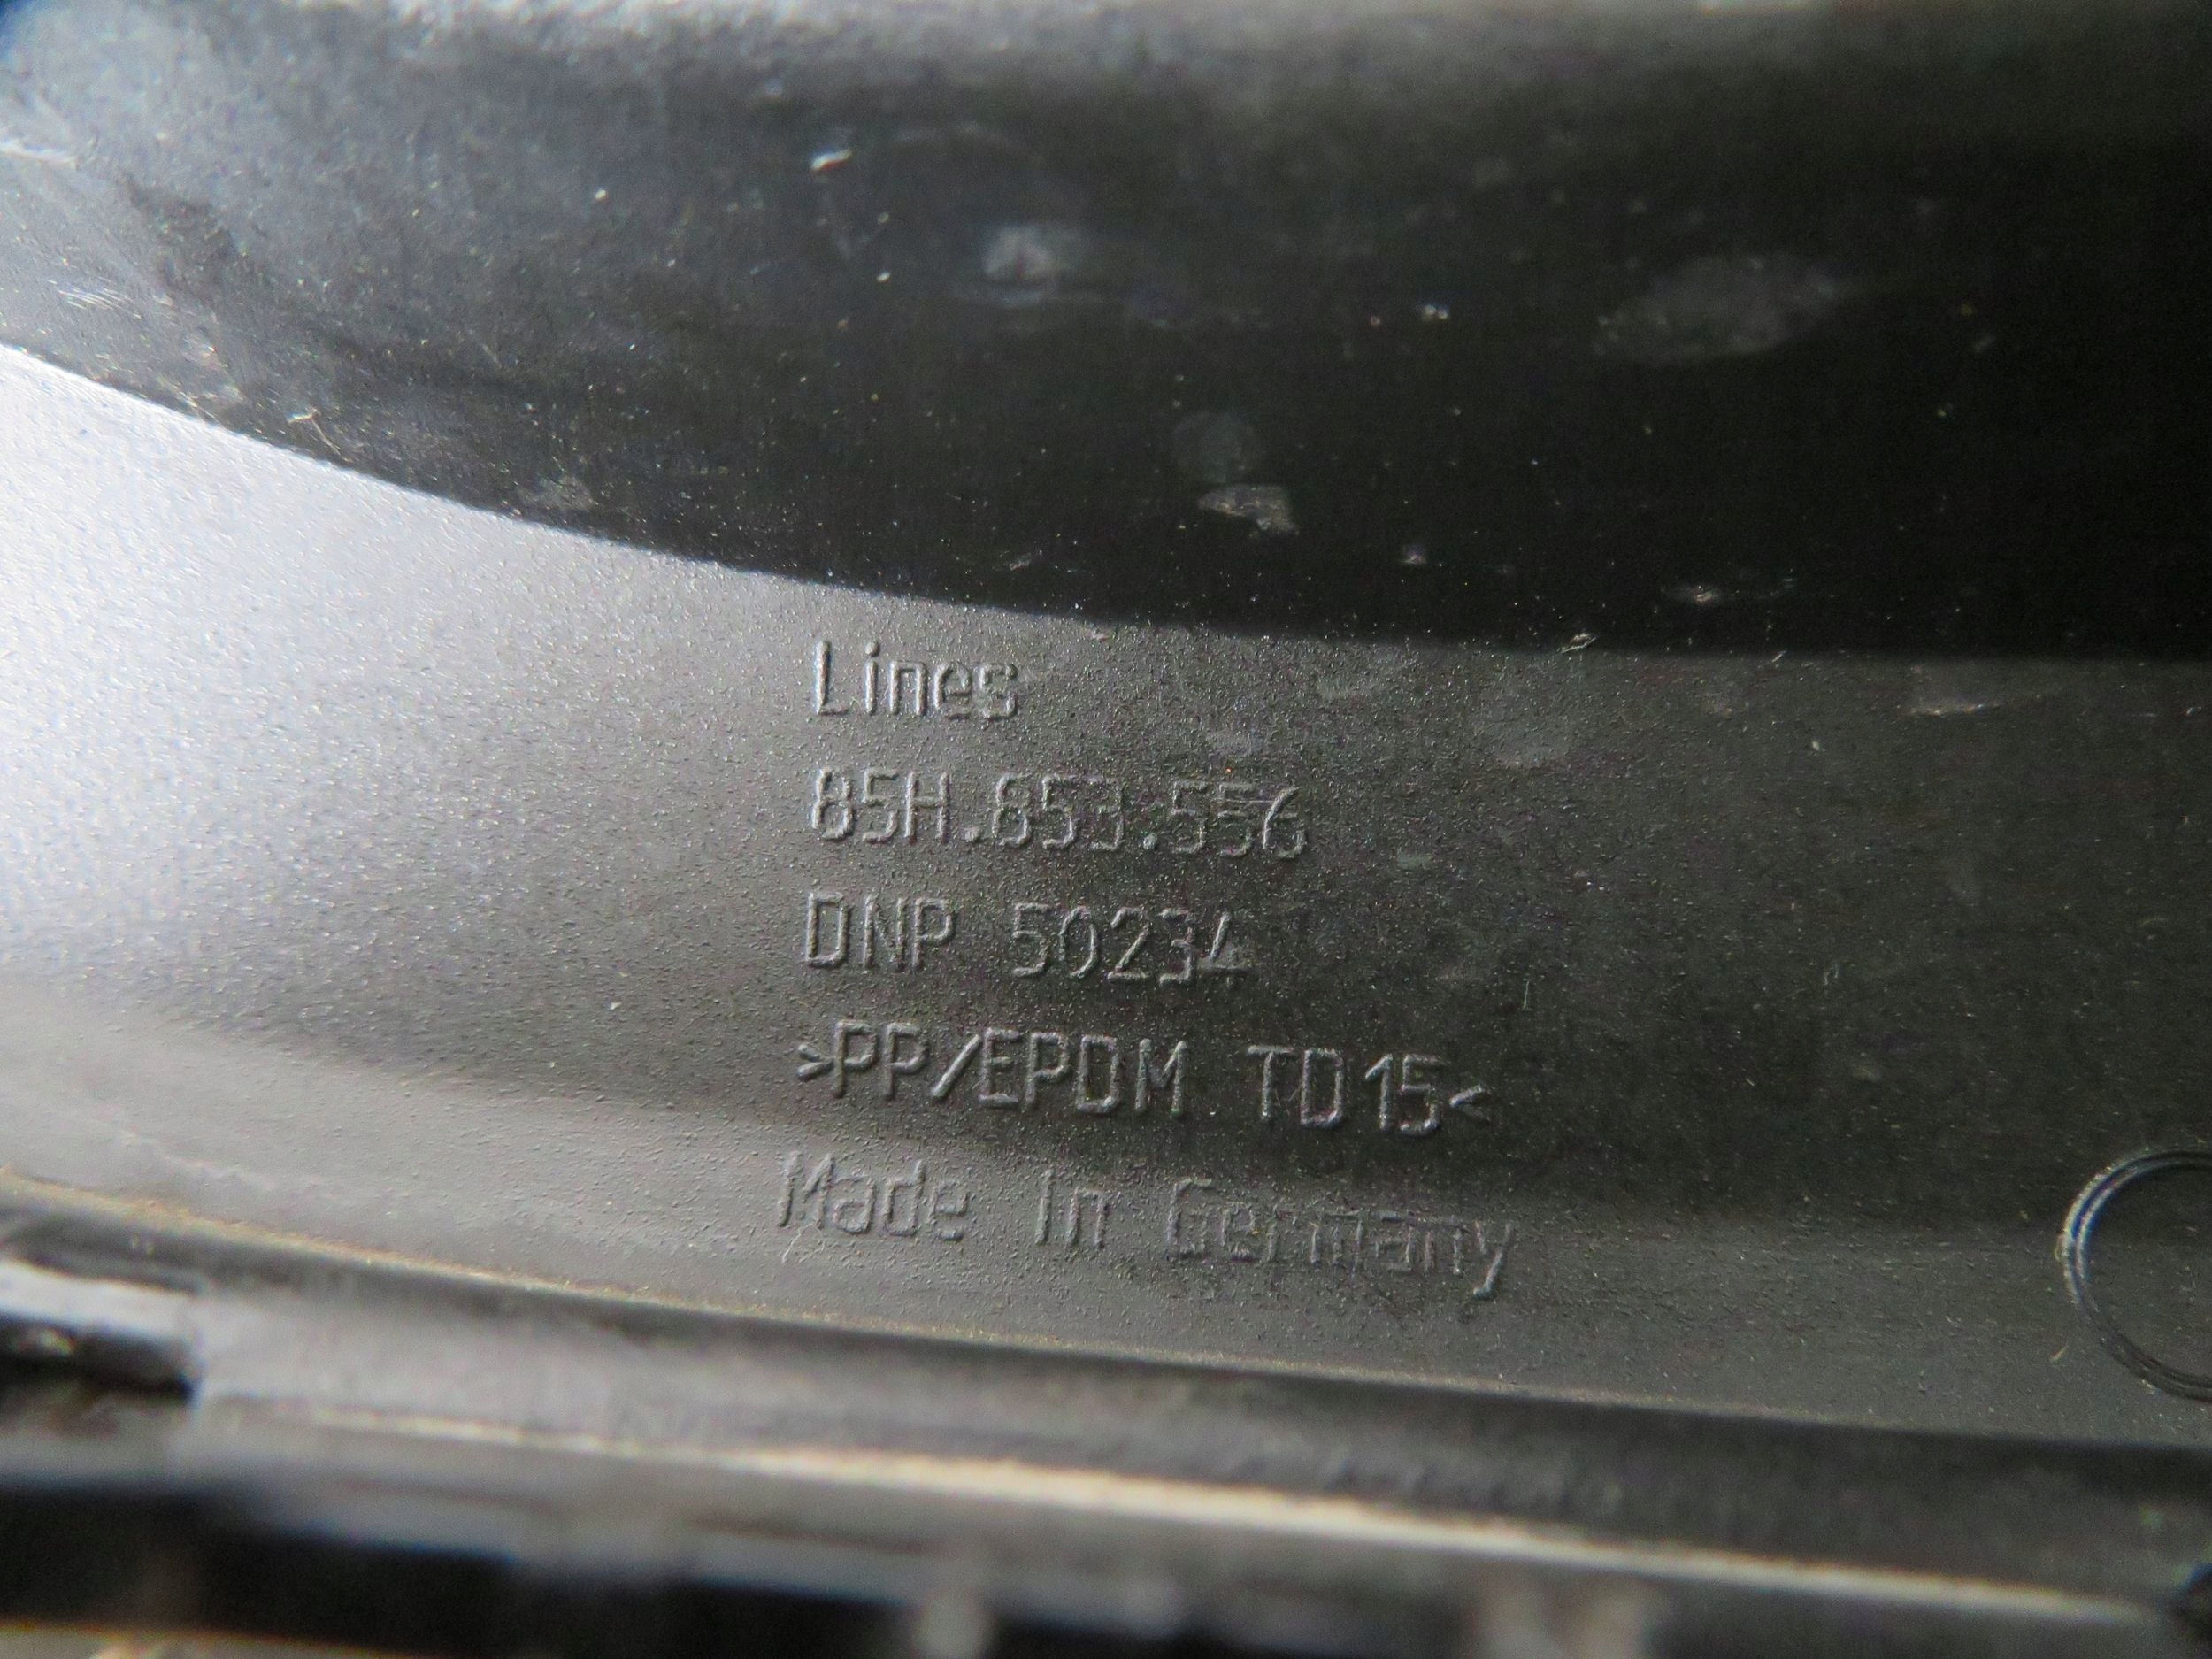 Lines
85H.853.556
DNP 50234
>PP/EPDM TD15<
Made in Germany